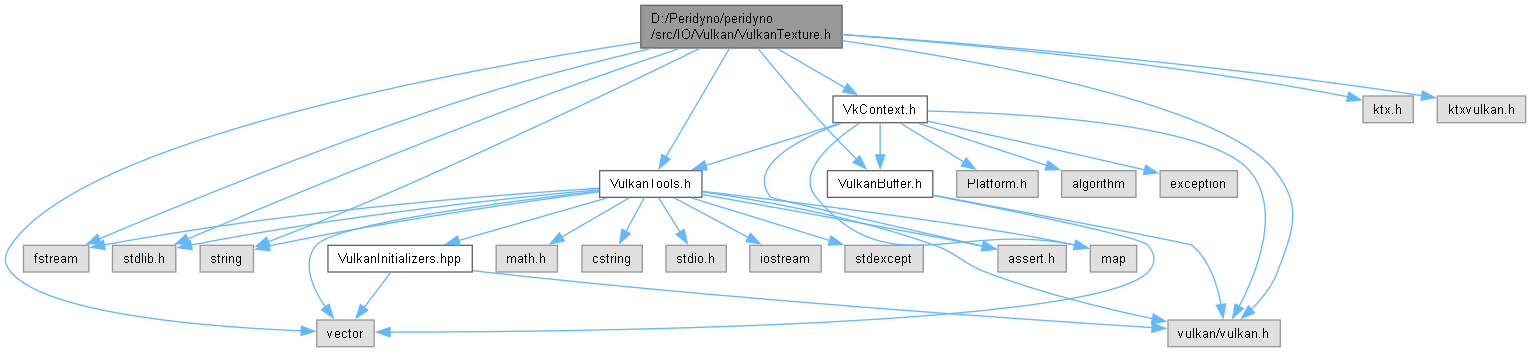 D:/Peridyno/peridyno
/src/IO/Vulkan/VulkanTexture.h
VkContext.h
ktx.h
ktxvulkan.h
VulkanTools.h
VulkanBuffer.h
Platform.h
algorithm
exception
fstream
stdlib.h
string
VulkanInitializers.hpp
math.h
cstring
stdio.h
iostream
stdexcept
assert.h
map
vector
vulkan/vulkan.h